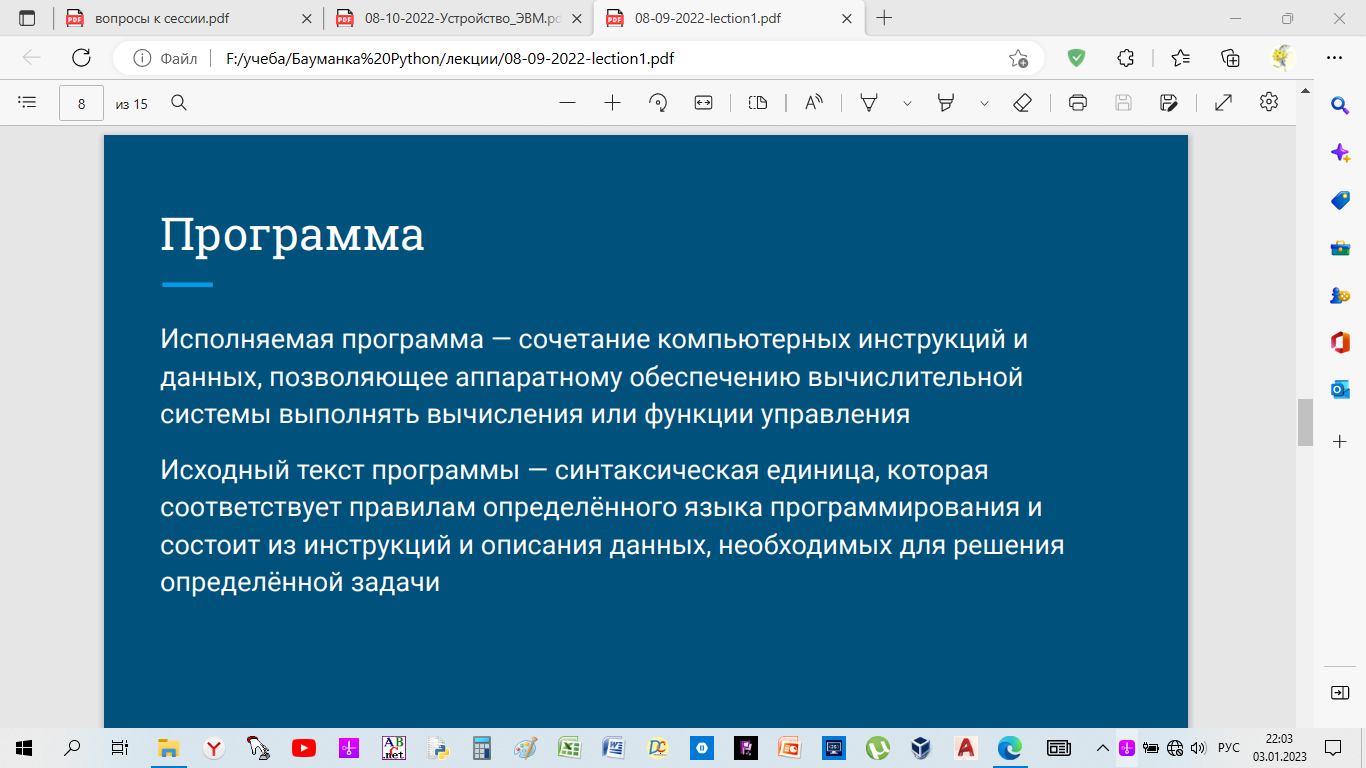 вопросы к сессии.pdf
08-10-2022-Устройство_ЭВМ.pd
08-09-2022-lection1.pdf
Файл
F:/учеба/Бауманка%20Python/лекции/08-09-2022-lection1.pdf
8 из 15
Программа
Исполняемая программа — сочетание компьютерных инструкций и
данных, позволяющее аппаратному обеспечению вычислительной
системы выполнять вычисления или функции управления
Исходный текст программы — синтаксическая единица, которая
соответствует правилам определённого языка программирования и
состоит из инструкций и описания данных, необходимых для решения
определённой задачи
РУС
22:03
03.01.2023